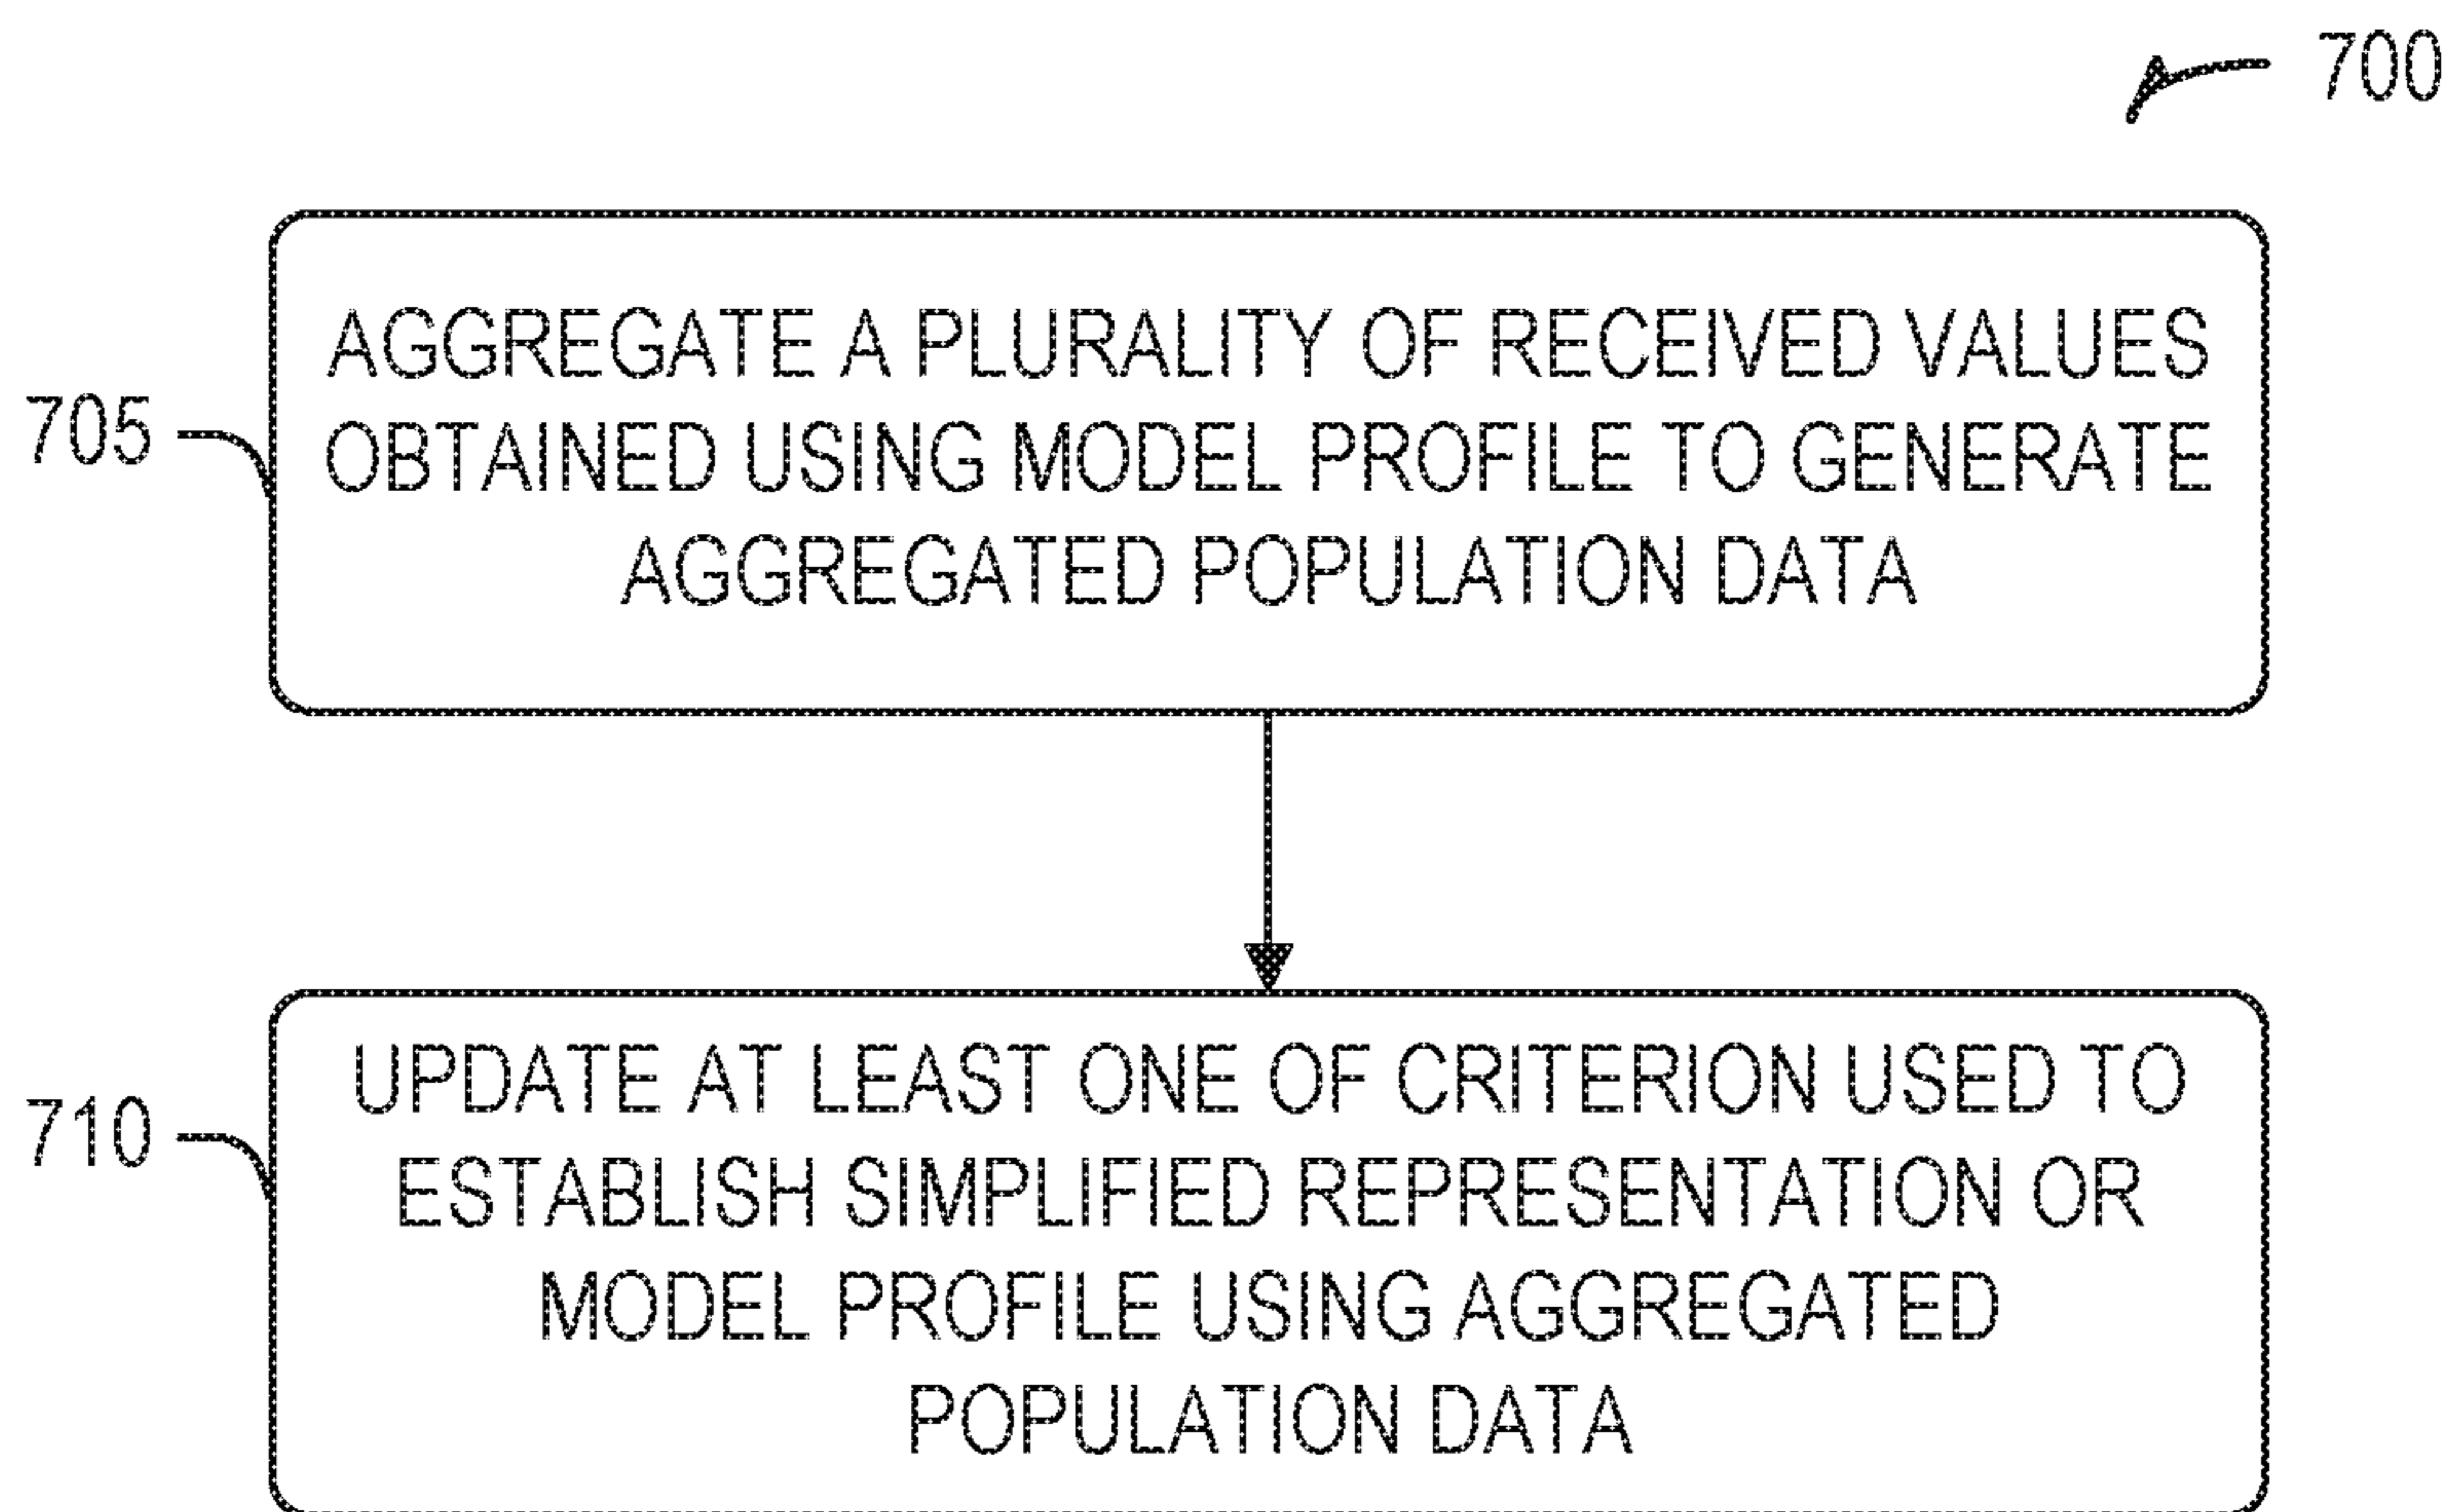 700
705
AGGREGATE A PLURALITY OF RECEIVED VALUES
OBTAINED USING MODEL PROFILE TO GENERATE
AGGREGATED POPULATION DATA
710
UPDATE AT LEAST ONE OF CRITERION USED TO
ESTABLISH SIMPLIFIED REPRESENTATION OR
MODEL PROFILE USING AGGREGATED
POPULATION DATA